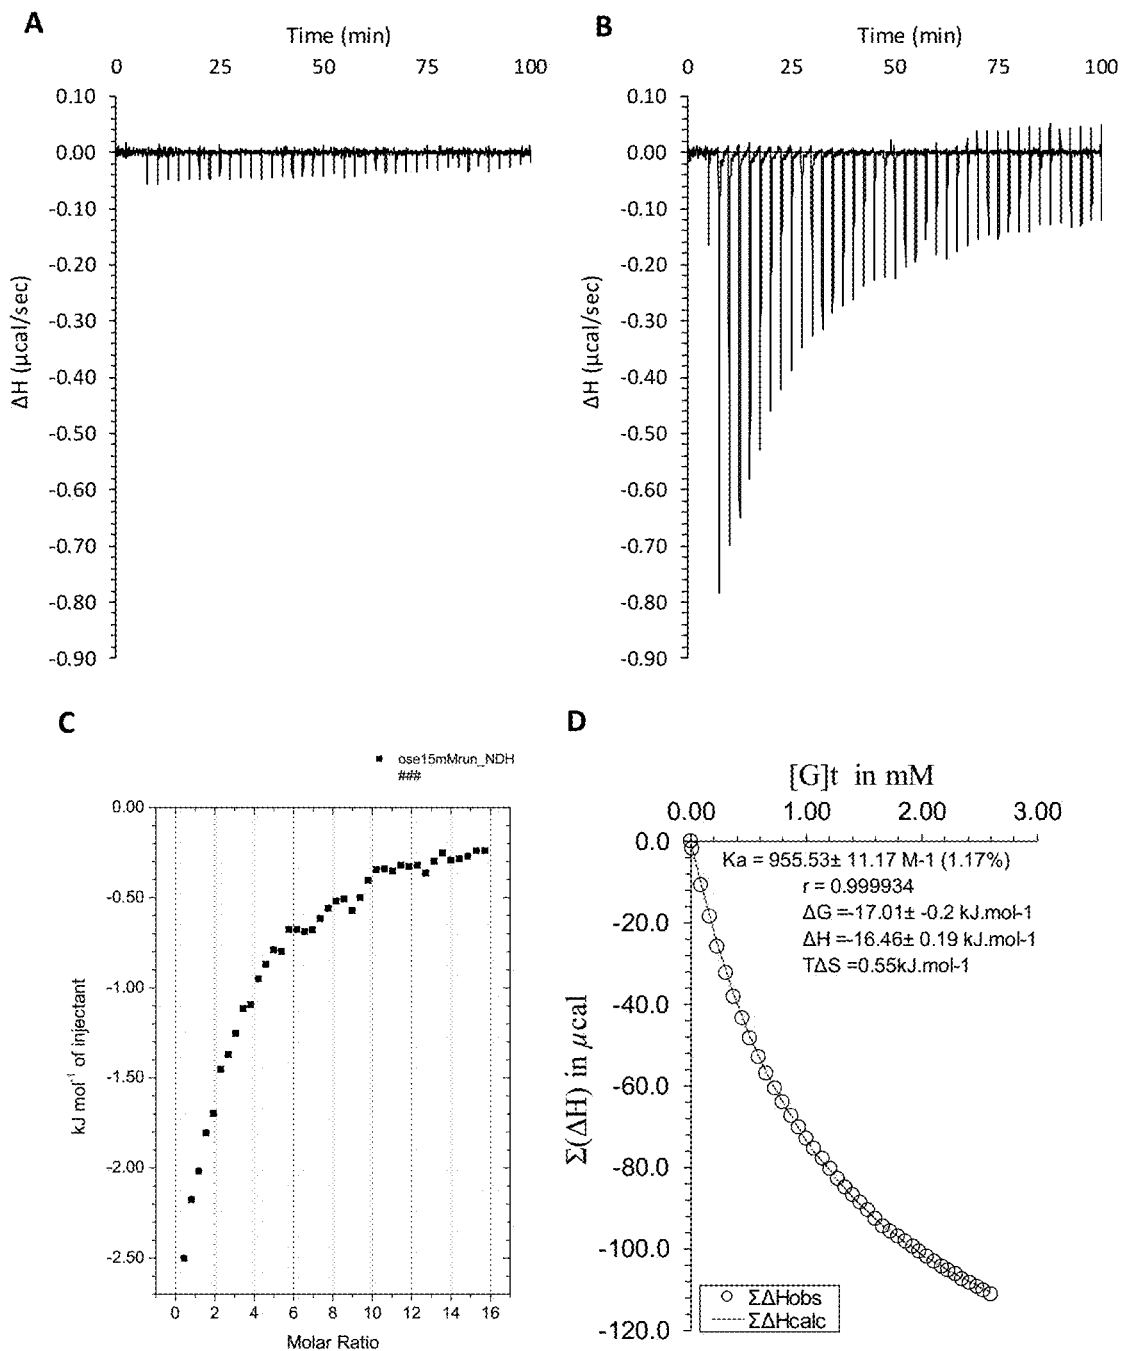 A
Time (min)
0 25 50 75 100
0.10
0.00
-0.10
-0.20
-0.30
-0.40
-0.50
-0.60
-0.70
-0.80
-0.90
ΔH (µcal/sec)
B
Time (min)
0 25 50 75 100
0.10
0.00
-0.10
-0.20
-0.30
-0.40
-0.50
-0.60
-0.70
-0.80
-0.90
ΔH (µcal/sec)
C
ose15mMrun_NDH
###
0.00
-0.50
-1.00
-1.50
-2.00
-2.50
kJ mol⁻¹ of injectant
0 2 4 6 8 10 12 14 16
Molar Ratio
D
[G]t in mM
0.00 1.00 2.00 3.00
0.0
-20.0
-40.0
-60.0
-80.0
-100.0
-120.0
Σ(ΔH) in µcal
Ka = 955.53± 11.17 M-1 (1.17%)
r = 0.999934
ΔG =-17.01± -0.2 kJ.mol-1
ΔH =-16.46± 0.19 kJ.mol-1
TΔS =0.55kJ.mol-1
ΣΔHobs
ΣΔHcalc